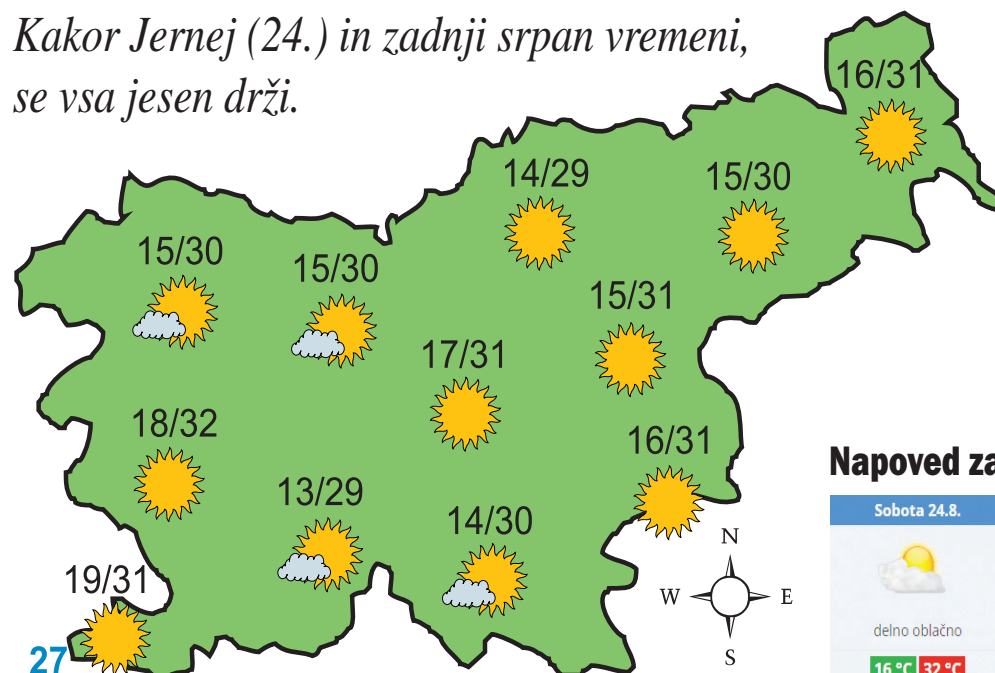 Kakor Jernej (24.) in zadnji srpan vremeni,
se vsa jesen drži.
16/31
14/29
15/30
15/30
15/30
15/31
17/31
18/32
16/31
13/29
14/30
19/31
27
N
W E
S
Napoved za
Sobota 24.8.
delno oblačno
16 °C 32 °C